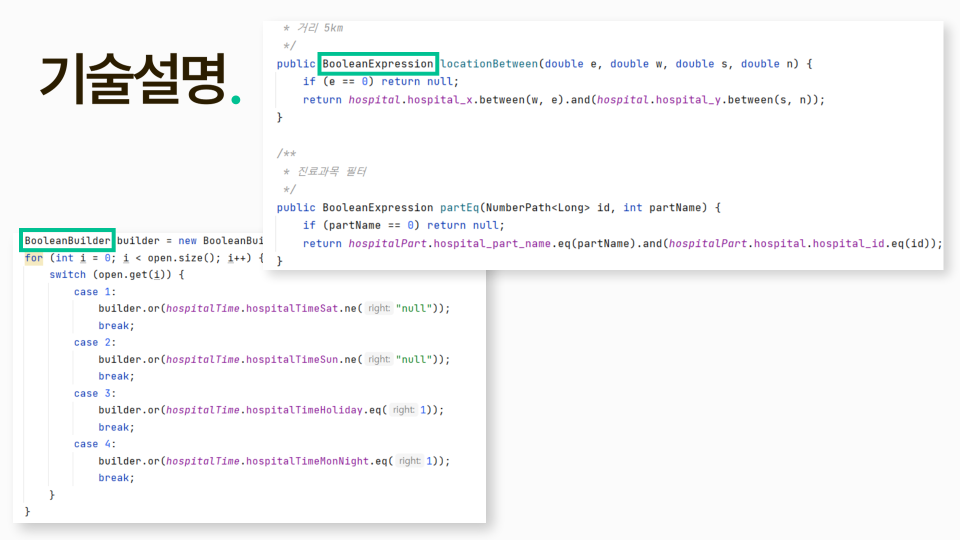 기술설명.
* 거리 5km
*/
public BooleanExpression locationBetween(double e, double w, double s, double n) {
if (e == 0) return null;
return hospital.hospital_x.between(w, e).and(hospital.hospital_y.between(s, n));
}
/**
* 진료과목 필터
*/
public BooleanExpression partEq(NumberPath<Long> id, int partName) {
if (partName == 0) return null;
return hospitalPart.hospital_part_name.eq(partName).and(hospitalPart.hospital.hospital_id.eq(id));
}
BooleanBuilder builder = new BooleanBui
for (int i = 0; i < open.size(); i++) {
switch (open.get(i)) {
case 1:
builder.or(hospitalTime.hospitalTimeSat.ne( right: "null"));
break;
case 2:
builder.or(hospitalTime.hospitalTimeSun.ne( right: "null"));
break;
case 3:
builder.or(hospitalTime.hospitalTimeHoliday.eq( right: 1));
break;
case 4:
builder.or(hospitalTime.hospitalTimeMonNight.eq( right: 1));
break;
}
}